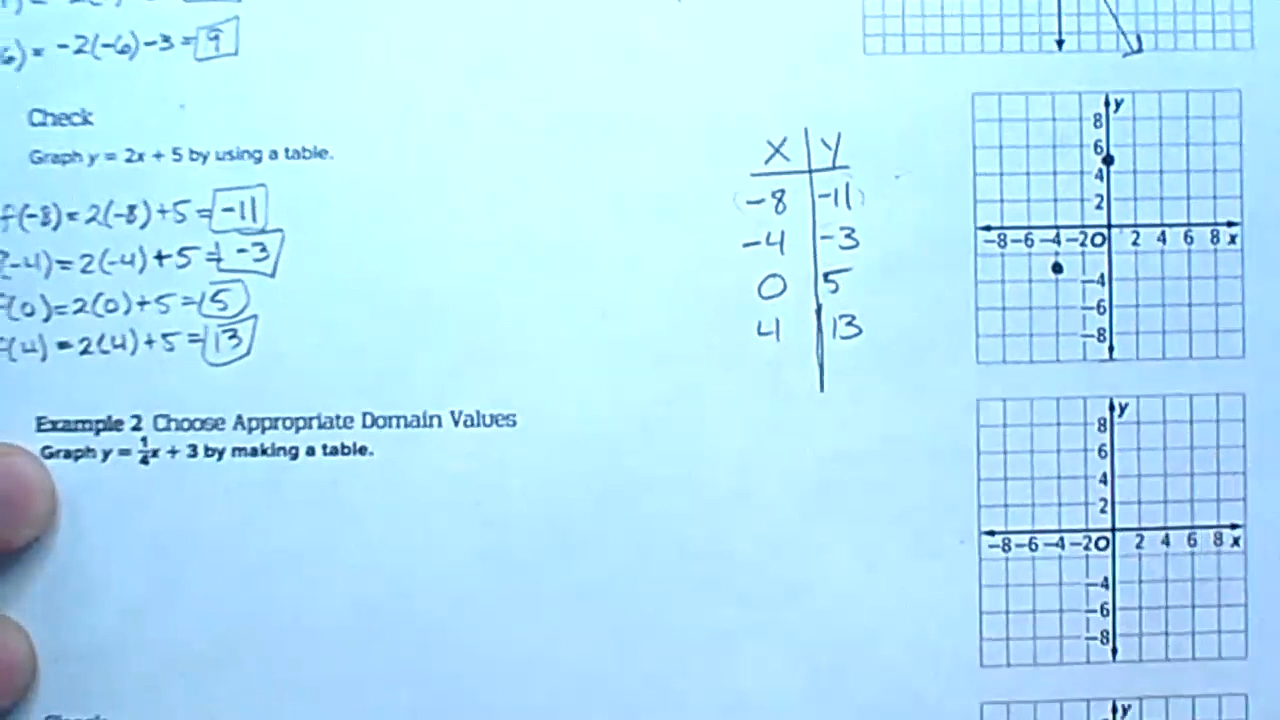 6) = -2(-6)-3=9
Check
Graph y = 2x + 5 by using a table.
f(-8)=2(-8)+5=-11
(-4)=2(-4)+5=-3
(0)=2(0)+5=5
(4)=2(4)+5=13
X Y
-8 -11
-4 -3
0 5
4 13
y
8
6
4
2
-8 -6 -4 -2 O 2 4 6 8 x
-4
-6
-8
Example 2 Choose Appropriate Domain Values
Graph y = 1/4x + 3 by making a table.
y
8
6
4
2
-8 -6 -4 -2 O 2 4 6 8 x
-4
-6
-8
y